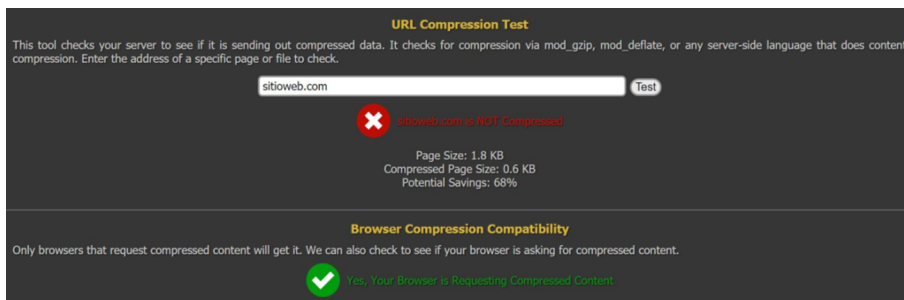 URL Compression Test
This tool checks your server to see if it is sending out compressed data. It checks for compression via mod_gzip, mod_deflate, or any server-side language that does content
compression. Enter the address of a specific page or file to check.
sitioweb.com Test
sitioweb.com is NOT Compressed
Page Size: 1.8 KB
Compressed Page Size: 0.6 KB
Potential Savings: 68%
Browser Compression Compatibility
Only browsers that request compressed content will get it. We can also check to see if your browser is asking for compressed content.
Yes, Your Browser is Requesting Compressed Content